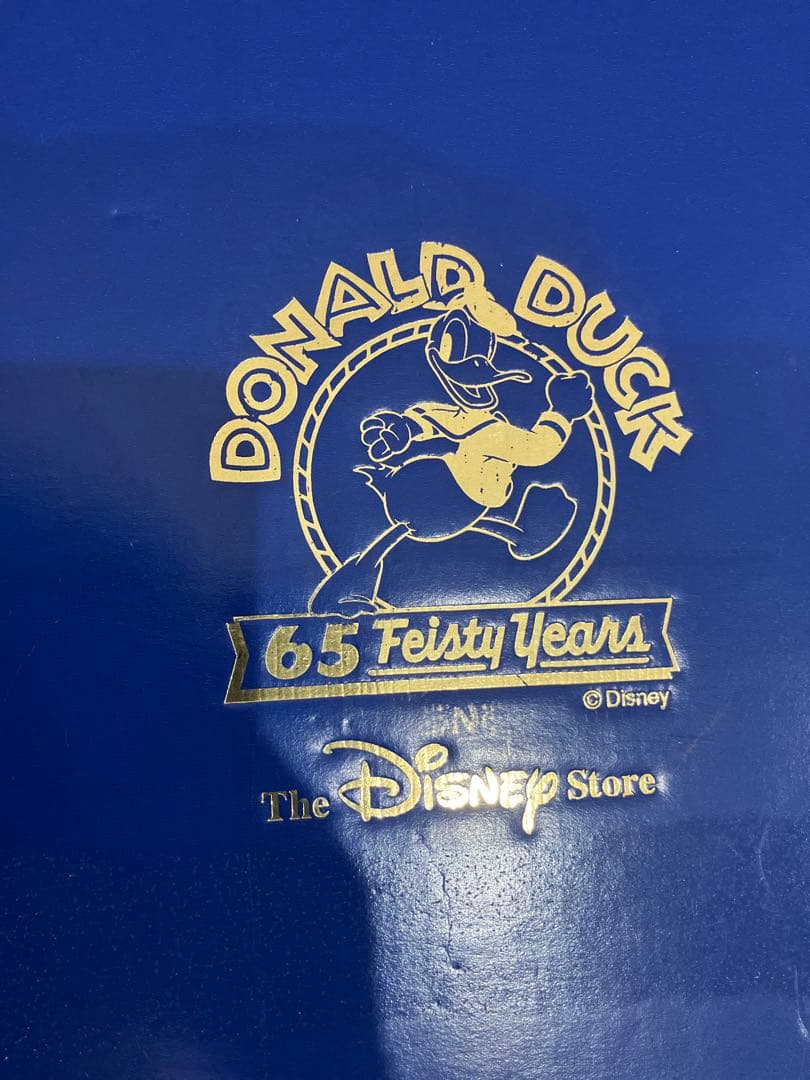 DONALD DUCK
65 Feisty Years
© Disney
The Disney Store